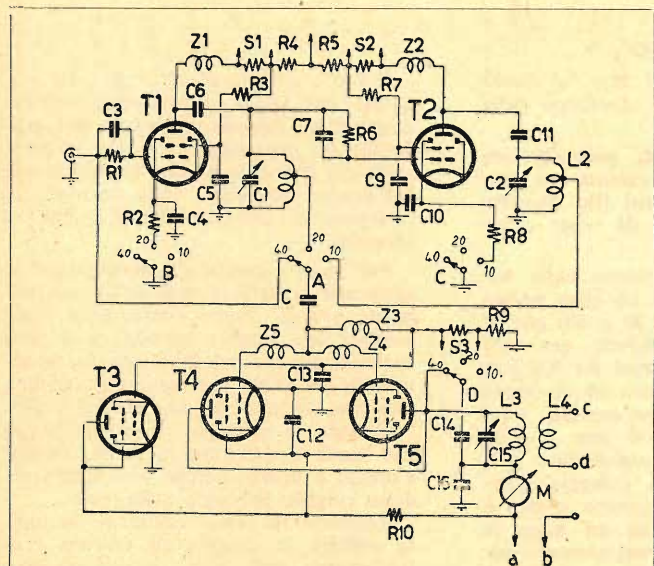 Z1 S1 R4 R5 S2 Z2
R3 R7
T1 C6 T2
C3 C7 R6 C11
R1 L2
C5 C1 C9 C2
R2 C4 C10
20 20 20 R8
40 10 40 10 40 10
B A C
C
Z3 R9
Z5 Z4 S3
20
T3 T4 C13 40 10
D L3 L4 c
C12 T5 C14 C15 d
C16 M
R10
a b